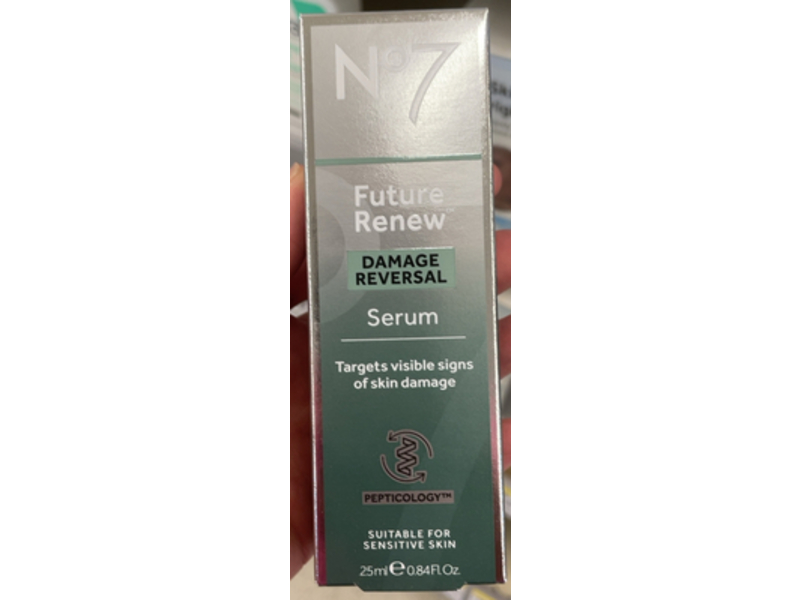 N°7
Future
Renew™
DAMAGE
REVERSAL
Serum
Targets visible signs
of skin damage
PEPTICOLOGY™
SUITABLE FOR
SENSITIVE SKIN
25ml e 0.84Fl.Oz.